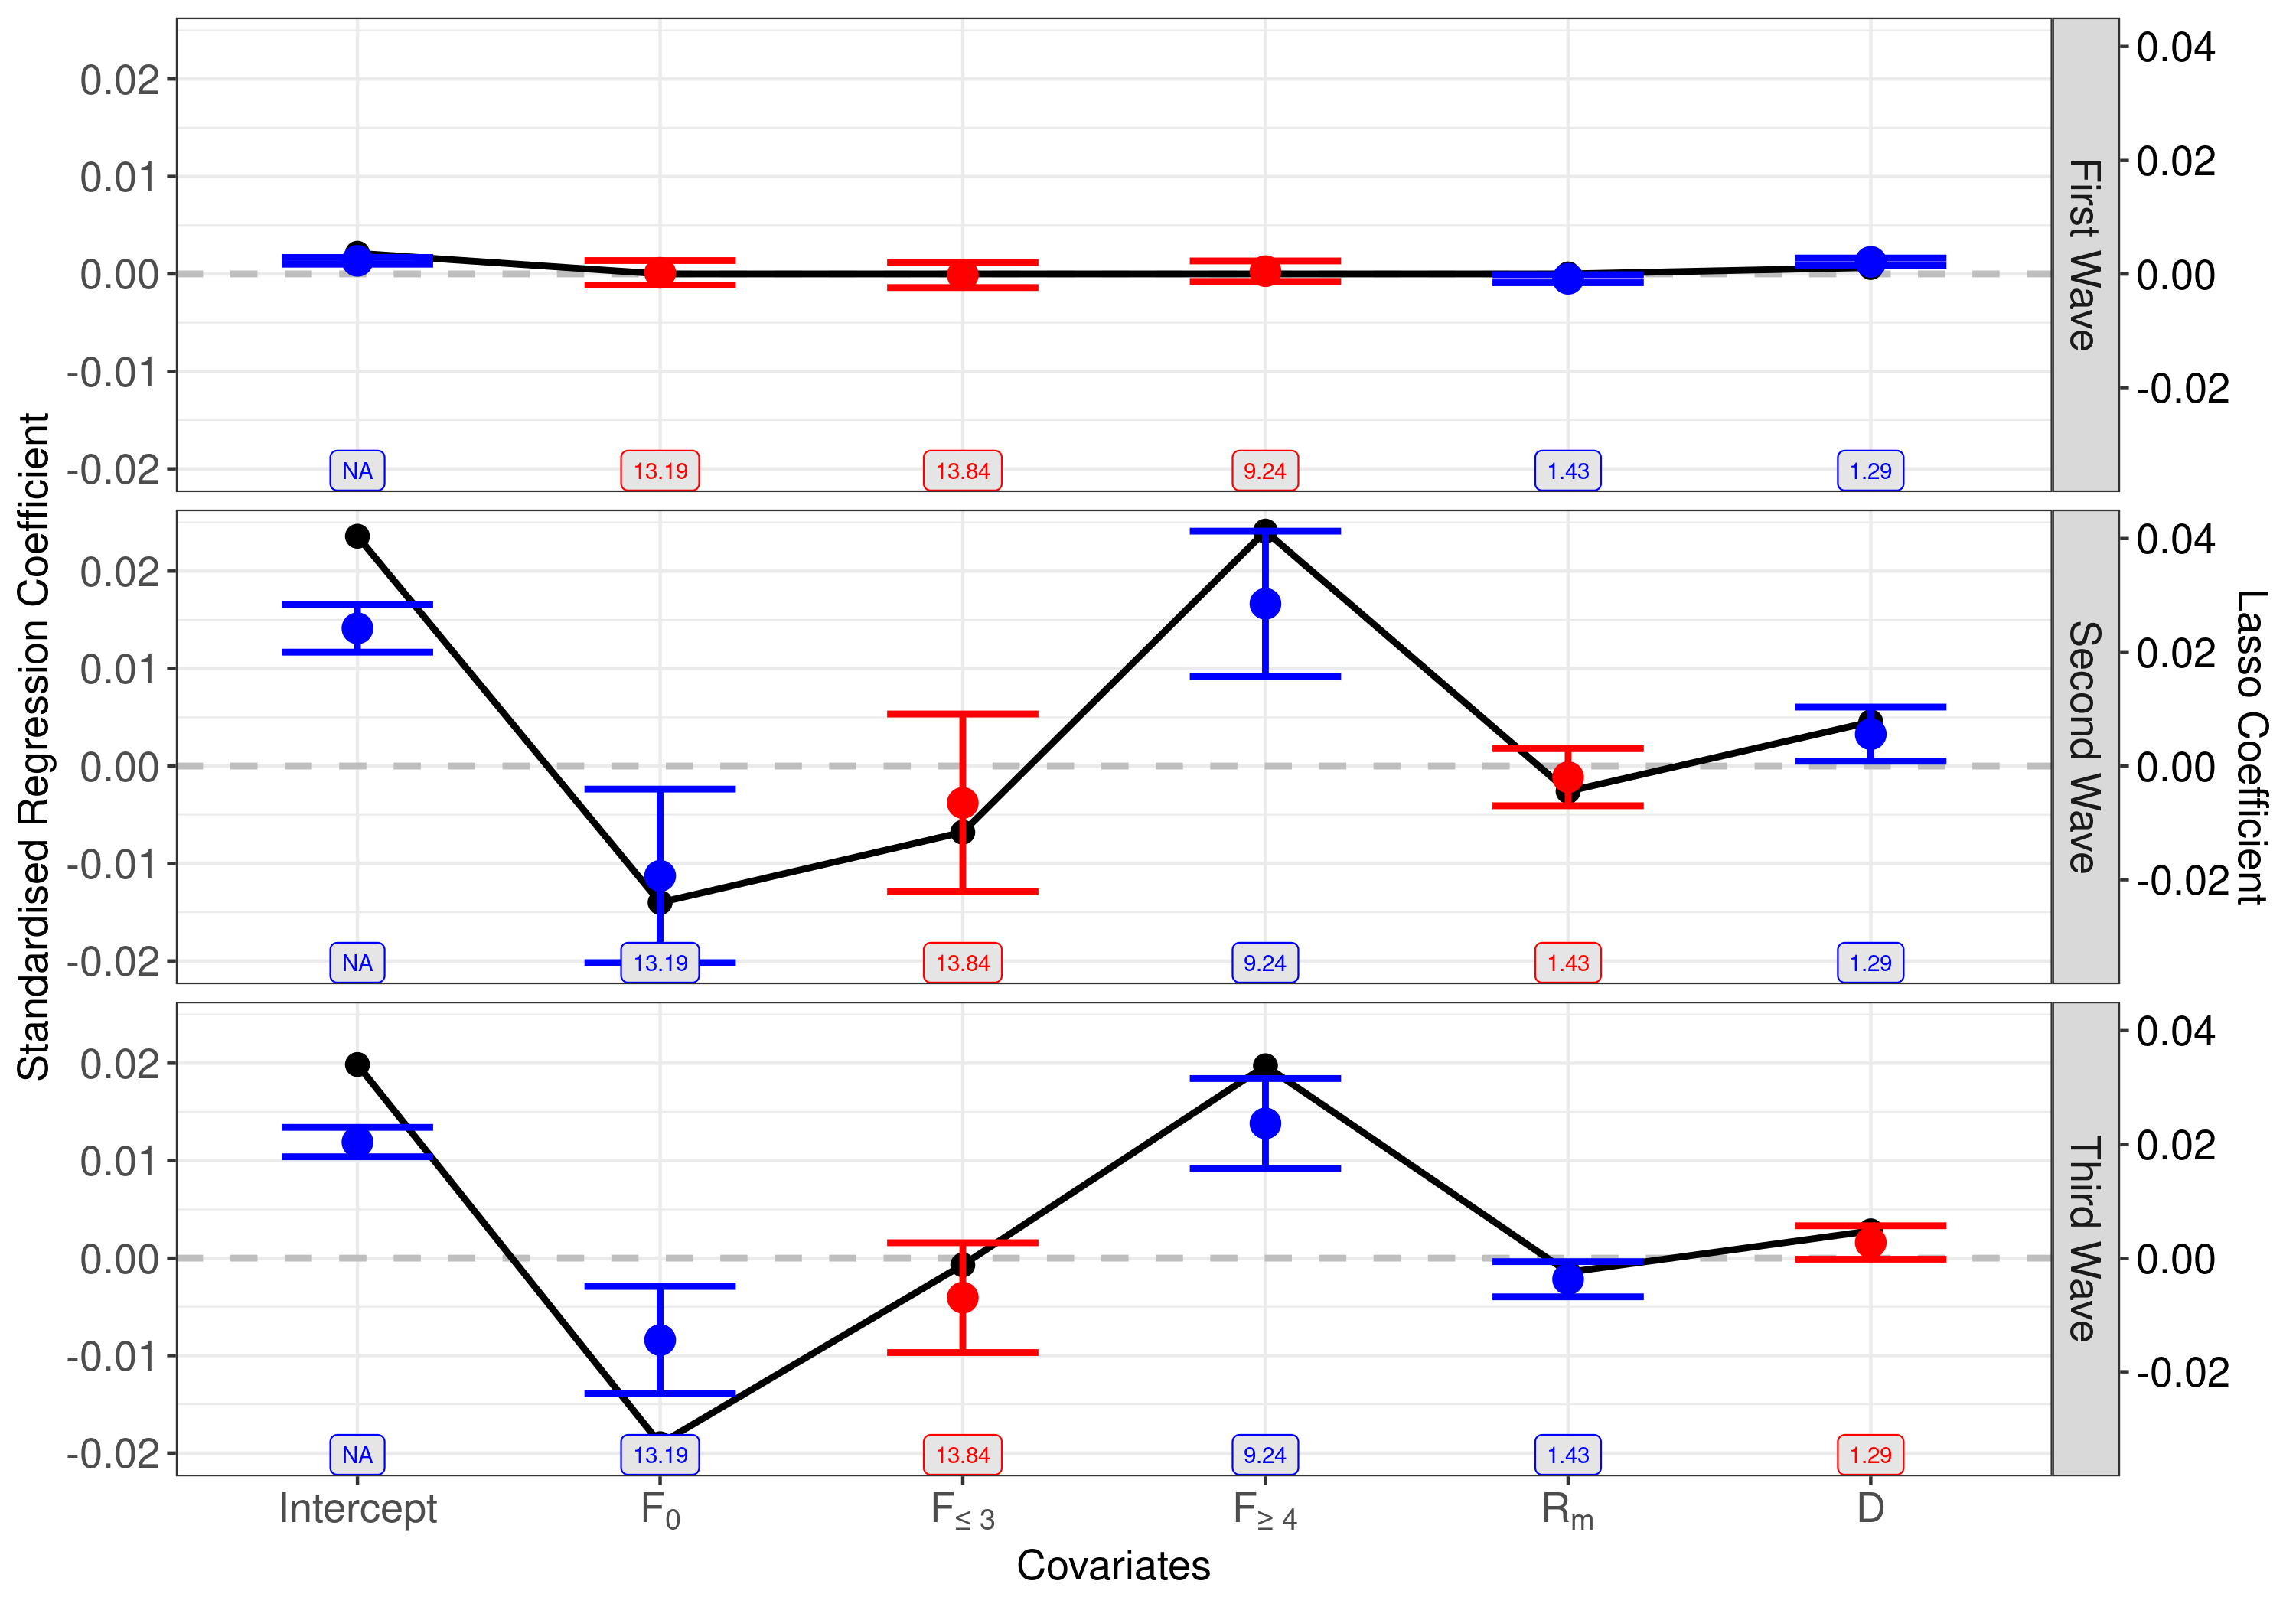 Standardised Regression Coefficient
0.02
0.01
0.00
-0.01
-0.02
NA
13.19
13.84
9.24
1.43
1.29
First Wave
0.04
0.02
0.00
-0.02
0.02
0.01
0.00
-0.01
-0.02
NA
13.19
13.84
9.24
1.43
1.29
Second Wave
0.04
0.02
0.00
-0.02
Lasso Coefficient
0.02
0.01
0.00
-0.01
-0.02
NA
13.19
13.84
9.24
1.43
1.29
Third Wave
0.04
0.02
0.00
-0.02
Intercept
F₀
F≤ 3
F≥ 4
Rm
D
Covariates